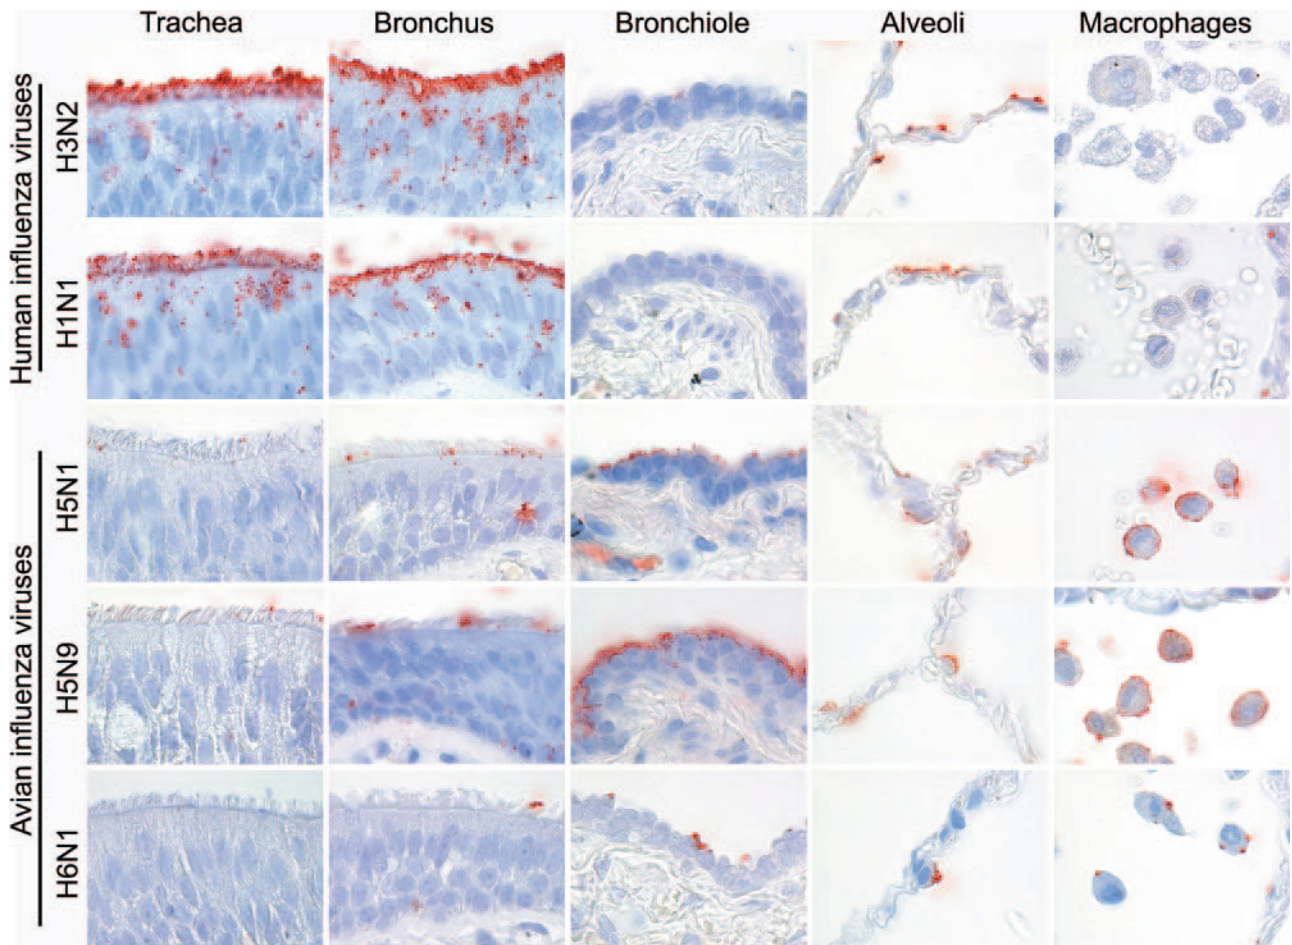 Trachea Bronchus Bronchiole Alveoli Macrophages
Human influenza viruses
H3N2
H1N1
Avian influenza viruses
H5N1
H5N9
H6N1